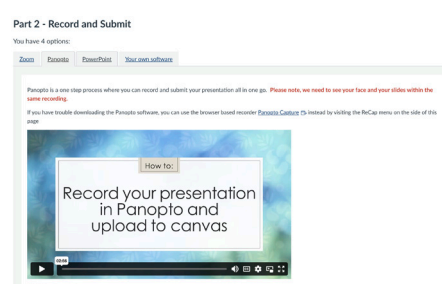 Part 2 - Record and Submit
You have 4 options:
Zoom Panopto PowerPoint Your own software
Panopto is a one step process where you can record and submit your presentation all in one go. Please note, we need to see your face and your slides within the
same recording.
If you have trouble downloading the Panopto software, you can use the browser based recorder Panopto Capture instead by visiting the ReCap menu on the side of this
page
How to:
Record your presentation
in Panopto and
upload to canvas
03:58